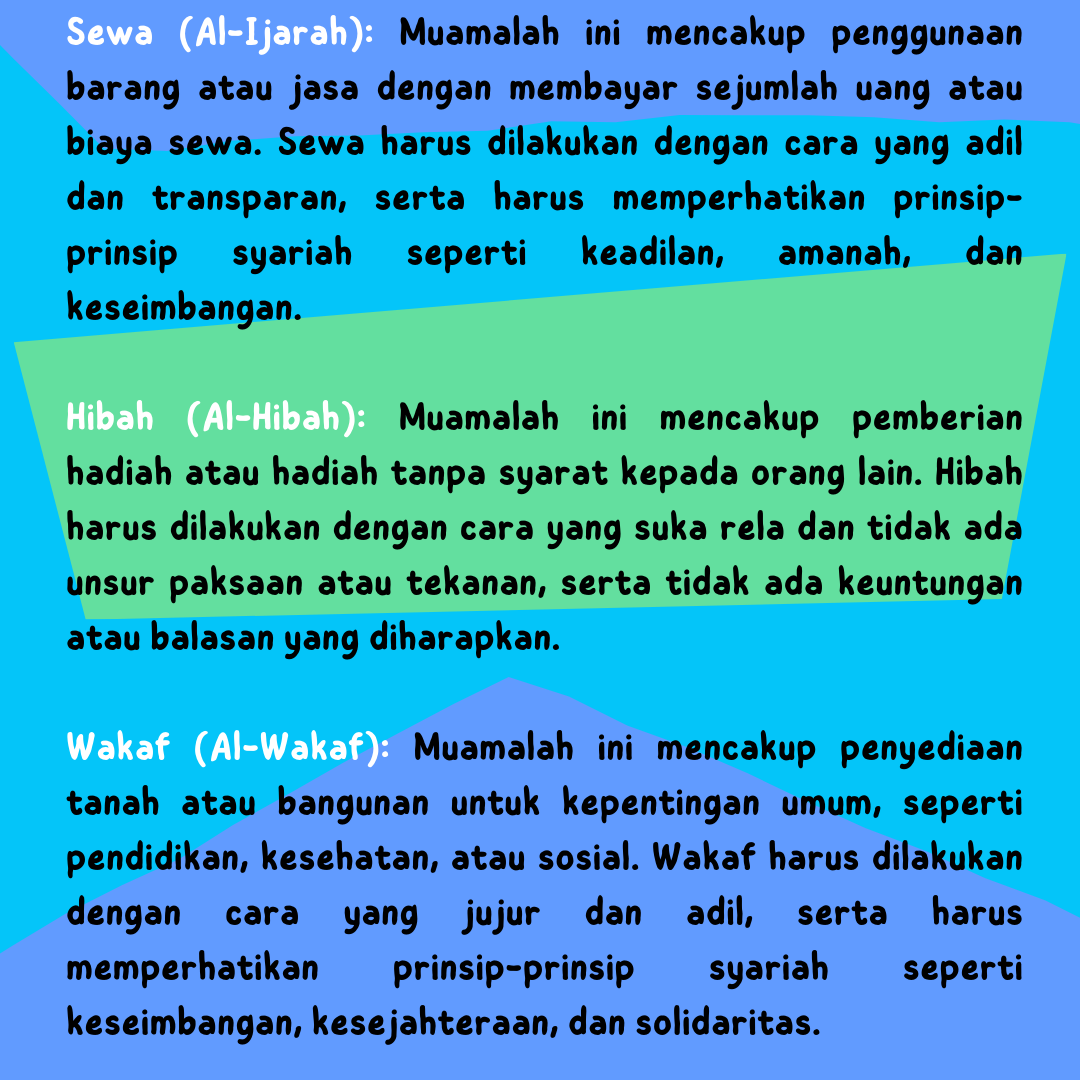 Sewa (Al-Ijarah): Muamalah ini mencakup penggunaan
barang atau jasa dengan membayar sejumlah uang atau
biaya sewa. Sewa harus dilakukan dengan cara yang adil
dan transparan, serta harus memperhatikan prinsip-
prinsip syariah seperti keadilan, amanah, dan
keseimbangan.
Hibah (Al-Hibah): Muamalah ini mencakup pemberian
hadiah atau hadiah tanpa syarat kepada orang lain. Hibah
harus dilakukan dengan cara yang suka rela dan tidak ada
unsur paksaan atau tekanan, serta tidak ada keuntungan
atau balasan yang diharapkan.
Wakaf (Al-Wakaf): Muamalah ini mencakup penyediaan
tanah atau bangunan untuk kepentingan umum, seperti
pendidikan, kesehatan, atau sosial. Wakaf harus dilakukan
dengan cara yang jujur dan adil, serta harus
memperhatikan prinsip-prinsip syariah seperti
keseimbangan, kesejahteraan, dan solidaritas.